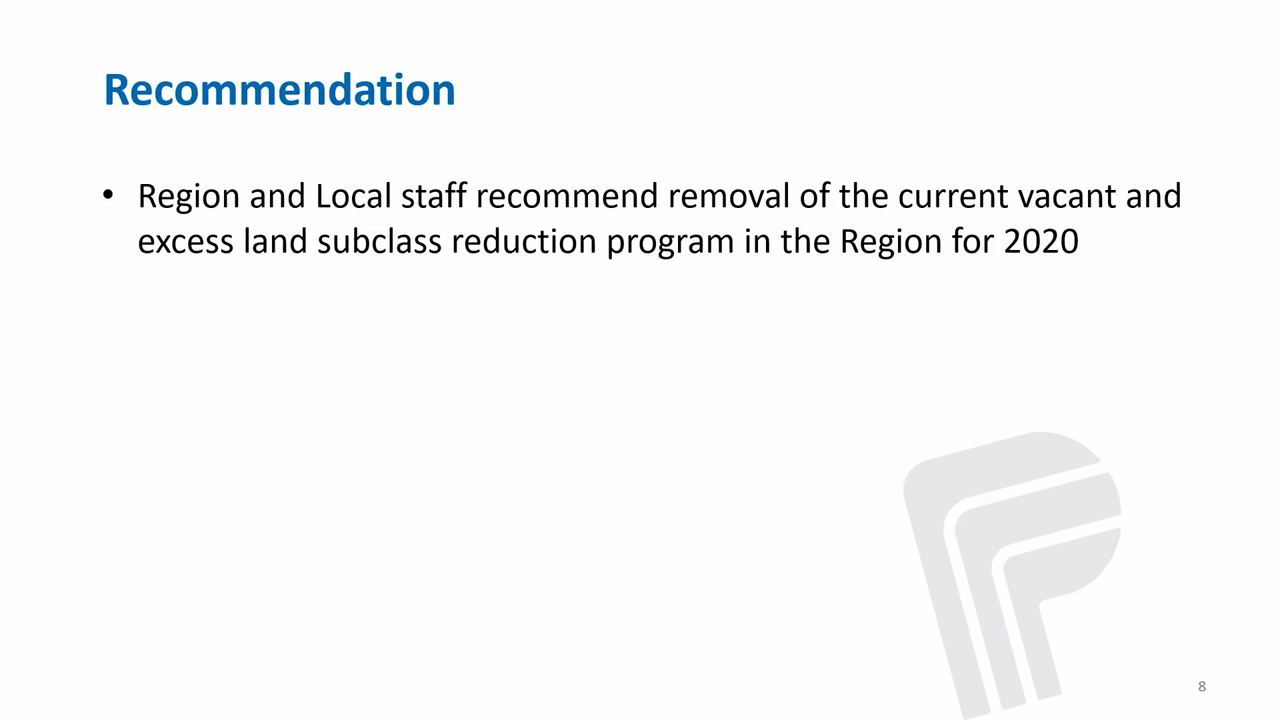 Recommendation
• Region and Local staff recommend removal of the current vacant and
excess land subclass reduction program in the Region for 2020
8